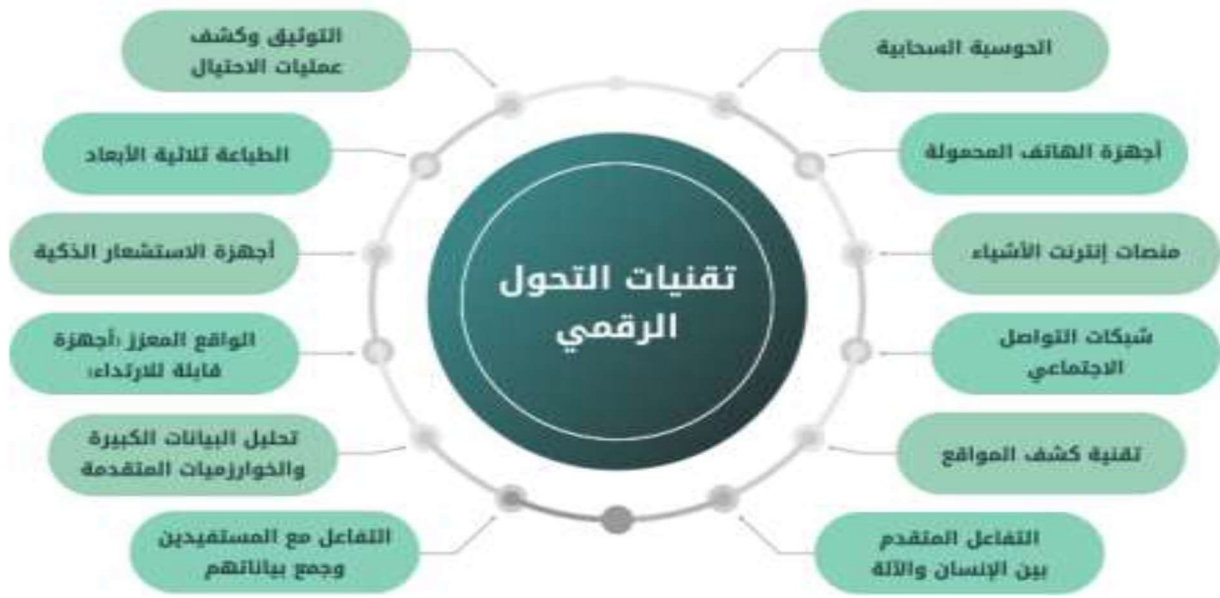 تقنيات التحول
الرقمي
الحوسبة السحابية
أجهزة الهاتف المحمولة
منصات إنترنت الأشياء
شبكات التواصل
الاجتماعي
تقنية كشف المواقع
التفاعل المتقدم
بين الإنسان والآلة
التوثيق وكشف
عمليات الاحتيال
الطباعة ثلاثية الأبعاد
أجهزة الاستشعار الذكية
الواقع المعزز (أجهزة
قابلة للارتداء)
تحليل البيانات الكبيرة
والخوارزميات المتقدمة
التفاعل مع المستفيدين
وجمع بياناتهم